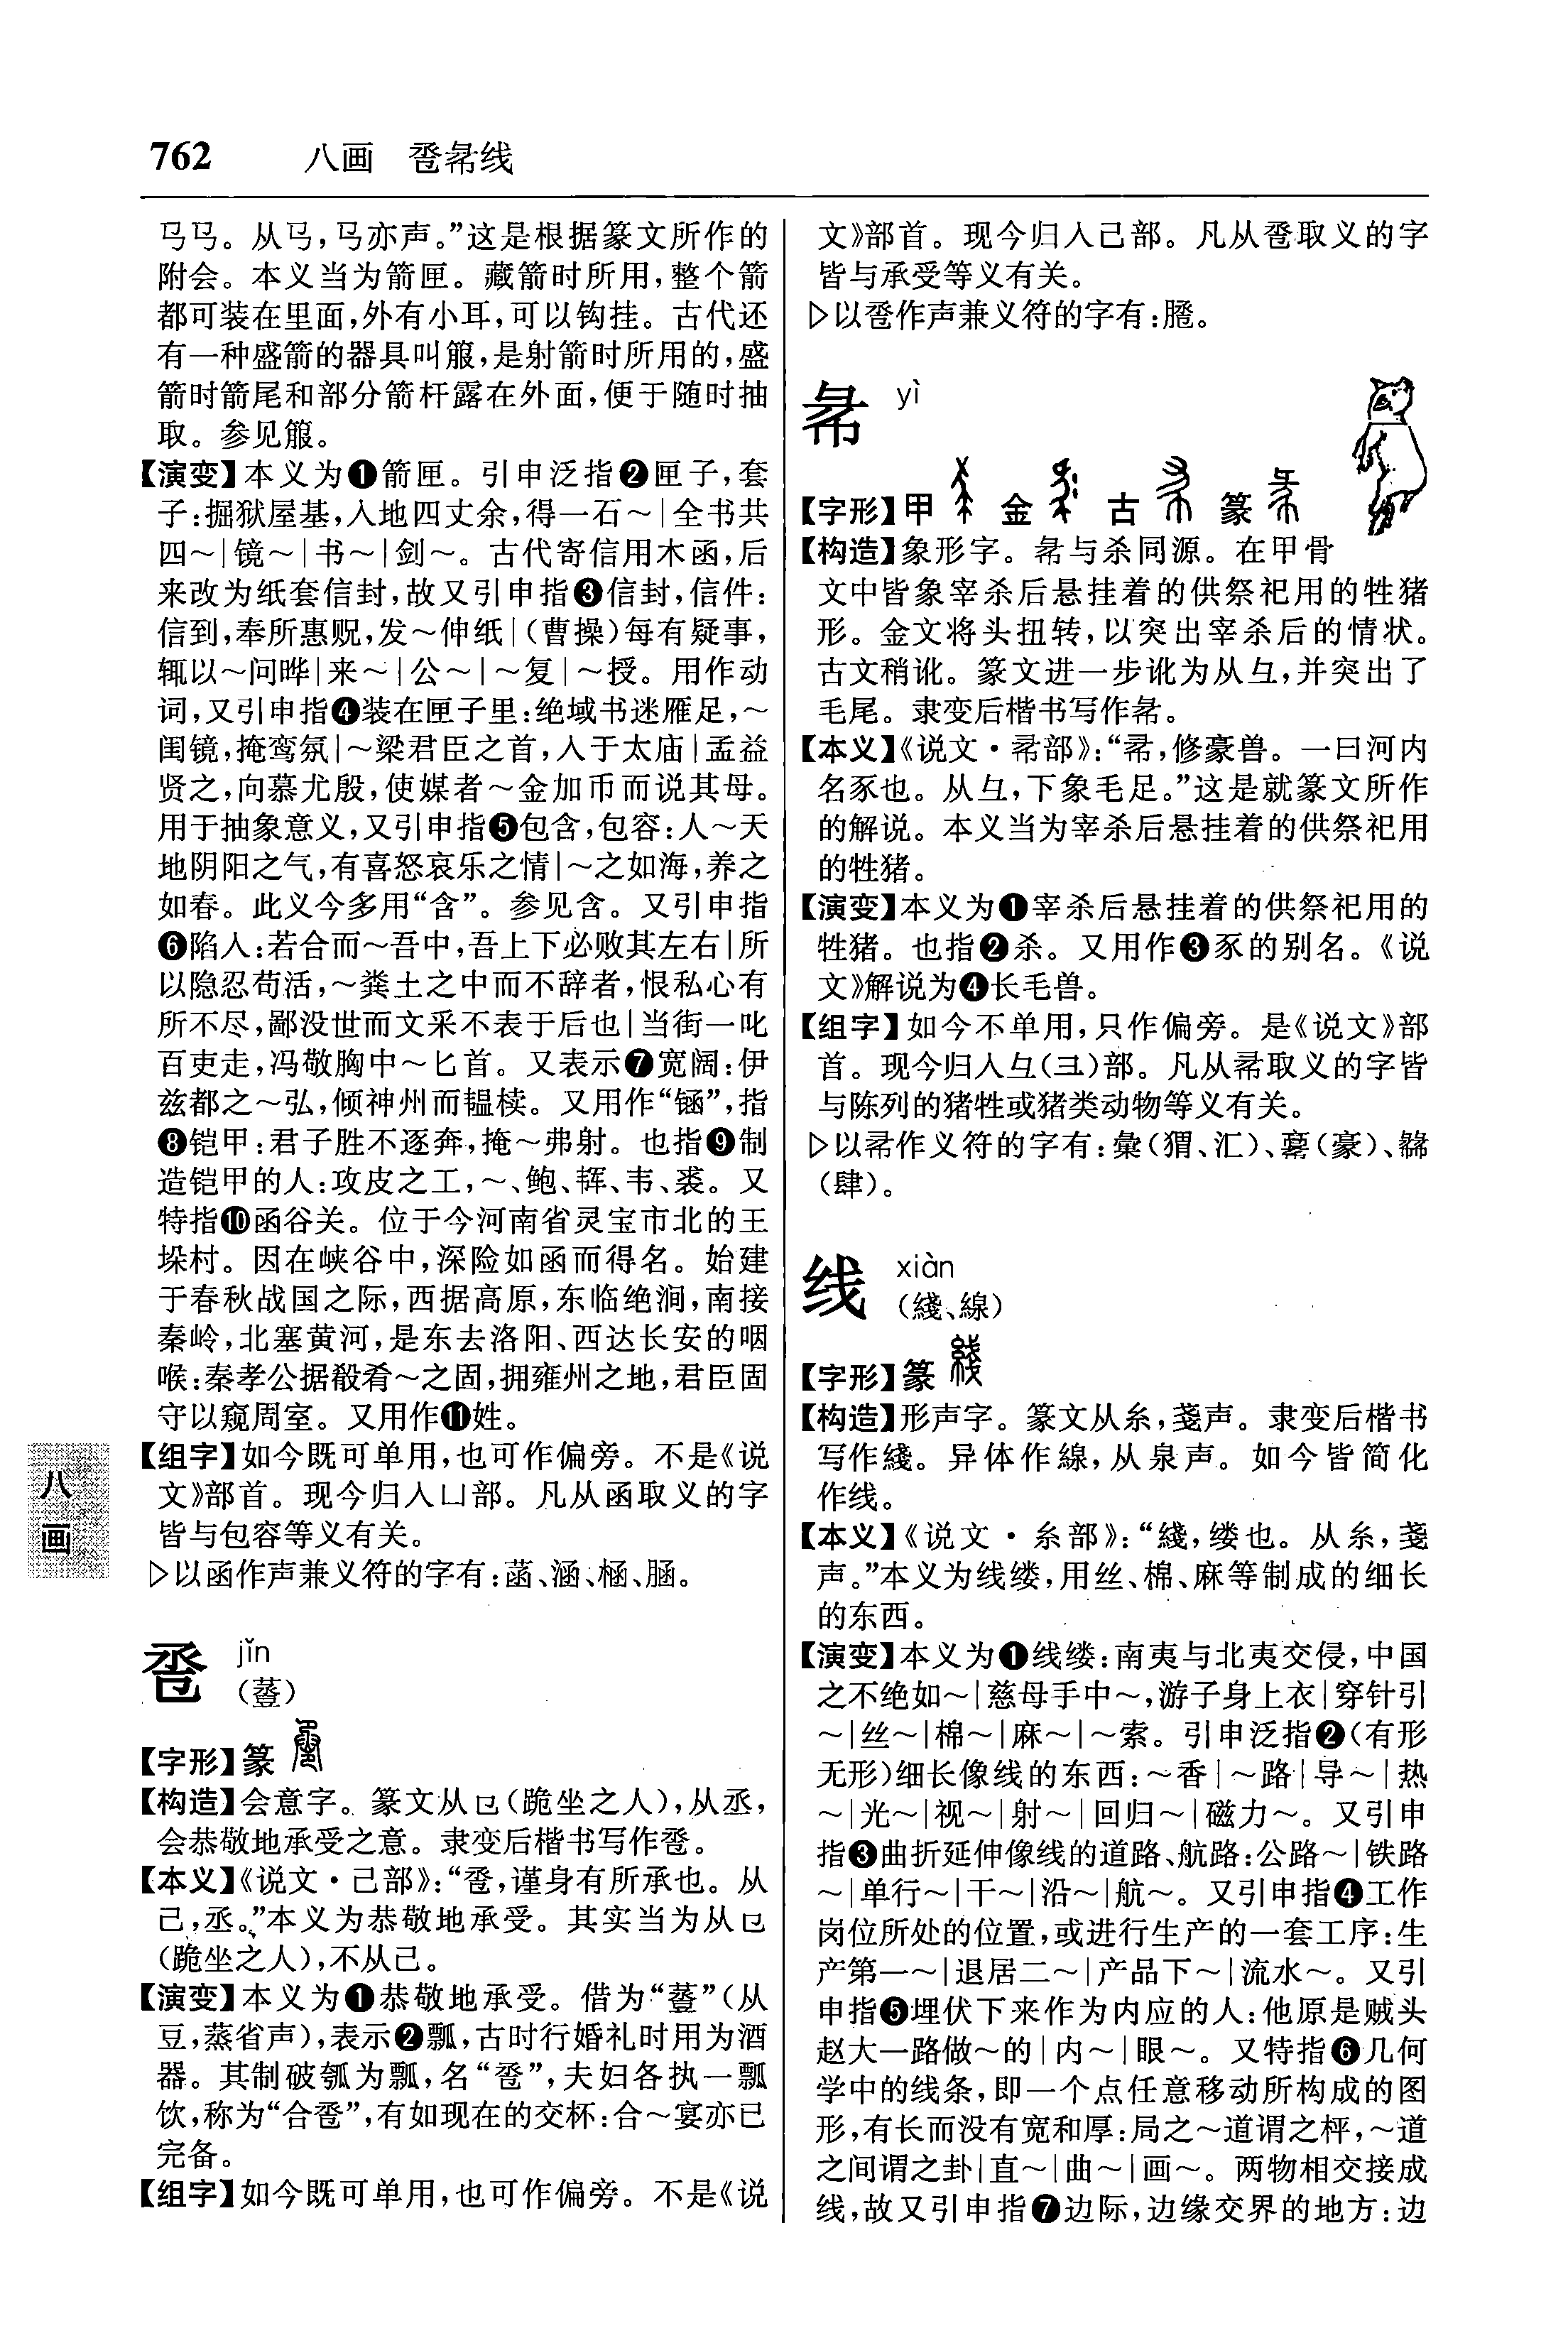 762 八画 卺㣇线
马马。从马,马亦声。”这是根据篆文所作的
附会。本义当为箭匣。藏箭时所用,整个箭
都可装在里面,外有小耳,可以钩挂。古代还
有一种盛箭的器具叫箙,是射箭时所用的,盛
箭时箭尾和部分箭杆露在外面,便于随时抽
取。参见箙。
【演变】本义为❶箭匣。引申泛指❷匣子,套
子:掘狱屋基,入地四丈余,得一石~|全书共
四~|镜~|书~|剑~。古代寄信用木函,后
来改为纸套信封,故又引申指❸信封,信件:
信到,奉所惠贶,发~伸纸|(曹操)每有疑事,
辄以~问晔|来~|公~|~复|~授。用作动
词,又引申指❹装在匣子里:绝域书迷雁足,~
闺镜,掩鸾氛|~梁君臣之首,入于太庙|孟益
贤之,向慕尤殷,使媒者~金加币而说其母。
用于抽象意义,又引申指❺包含,包容:人~天
地阴阳之气,有喜怒哀乐之情|~之如海,养之
如春。此义今多用“含”。参见含。又引申指
❻陷入:若合而~吾中,吾上下必败其左右|所
以隐忍苟活,~粪土之中而不辞者,恨私心有
所不尽,鄙没世而文采不表于后也|当街一叱
百吏走,冯敬胸中~匕首。又表示❼宽阔:伊
兹都之~弘,倾神州而韫椟。又用作“𨱄”,指
❽铠甲:君子胜不逐奔,掩~弗射。也指❾制
造铠甲的人:攻皮之工,~、鲍、𫖔、韦、裘。又
特指❿函谷关。位于今河南省灵宝市北的王
垛村。因在峡谷中,深险如函而得名。始建
于春秋战国之际,西据高原,东临绝涧,南接
秦岭,北塞黄河,是东去洛阳、西达长安的咽
喉:秦孝公据殽肴~之固,拥雍州之地,君臣固
守以窥周室。又用作⓫姓。
【组字】如今既可单用,也可作偏旁。不是《说
文》部首。现今归入凵部。凡从函取义的字
皆与包容等义有关。
▷以函作声兼义符的字有:菡、涵、㮀、𦛜。
卺 jǐn
(𧯷)
【字形】篆
【构造】会意字。篆文从㔾(跪坐之人),从丞,
会恭敬地承受之意。隶变后楷书写作卺。
【本义】《说文·己部》:“卺,谨身有所承也。从
己,丞。”本义为恭敬地承受。其实当为从㔾
(跪坐之人),不从己。
【演变】本义为❶恭敬地承受。借为“𧯷”(从
豆,蒸省声),表示❷瓢,古时行婚礼时用为酒
器。其制破瓠为瓢,名“卺”,夫妇各执一瓢
饮,称为“合卺”,有如现在的交杯:合~宴亦已
完备。
【组字】如今既可单用,也可作偏旁。不是《说
文》部首。现今归入己部。凡从卺取义的字
皆与承受等义有关。
▷以卺作声兼义符的字有:
㣇 yì
【字形】甲 金 古 篆
【构造】象形字。㣇与杀同源。在甲骨
文中皆象宰杀后悬挂着的供祭祀用的牲猪
形。金文将头扭转,以突出宰杀后的情状。
古文稍讹。篆文进一步讹为从彑,并突出了
毛尾。隶变后楷书写作㣇。
【本义】《说文·㣇部》:“㣇,修豪兽。一曰河内
名豕也。从彑,下象毛足。”这是就篆文所作
的解说。本义当为宰杀后悬挂着的供祭祀用
的牲猪。
【演变】本义为❶宰杀后悬挂着的供祭祀用的
牲猪。也指❷杀。又用作❸豕的别名。《说
文》解说为❹长毛兽。
【组字】如今不单用,只作偏旁。是《说文》部
首。现今归入彑(彐)部。凡从㣇取义的字皆
与陈列的猪牲或猪类动物等义有关。
▷以㣇作义符的字有:彙(猬、汇)、(豪)、
(肆)。
线 xiàn
(綫、線)
【字形】篆
【构造】形声字。篆文从糸,戔声。隶变后楷书
写作綫。异体作線,从泉声。如今皆简化
作线。
【本义】《说文·糸部》:“綫,缕也。从糸,戔
声。”本义为线缕,用丝、棉、麻等制成的细长
的东西。
【演变】本义为❶线缕:南夷与北夷交侵,中国
之不绝如~|慈母手中~,游子身上衣|穿针引
~|丝~|棉~|麻~|~索。引申泛指❷(有形
无形)细长像线的东西:~香|~路|导~|热
~|光~|视~|射~|回归~|磁力~。又引申
指❸曲折延伸像线的道路、航路:公路~|铁路
~|单行~|干~|沿~|航~。又引申指❹工作
岗位所处的位置,或进行生产的一套工序:生
产第一~|退居二~|产品下~|流水~。又引
申指❺埋伏下来作为内应的人:他原是贼头
赵大一路做~的|内~|眼~。又特指❻几何
学中的线条,即一个点任意移动所构成的图
形,有长而没有宽和厚:局之~道谓之枰,~道
之间谓之卦|直~|曲~|画~。两物相交接成
线,故又引申指❼边际,边缘交界的地方:边
八
画